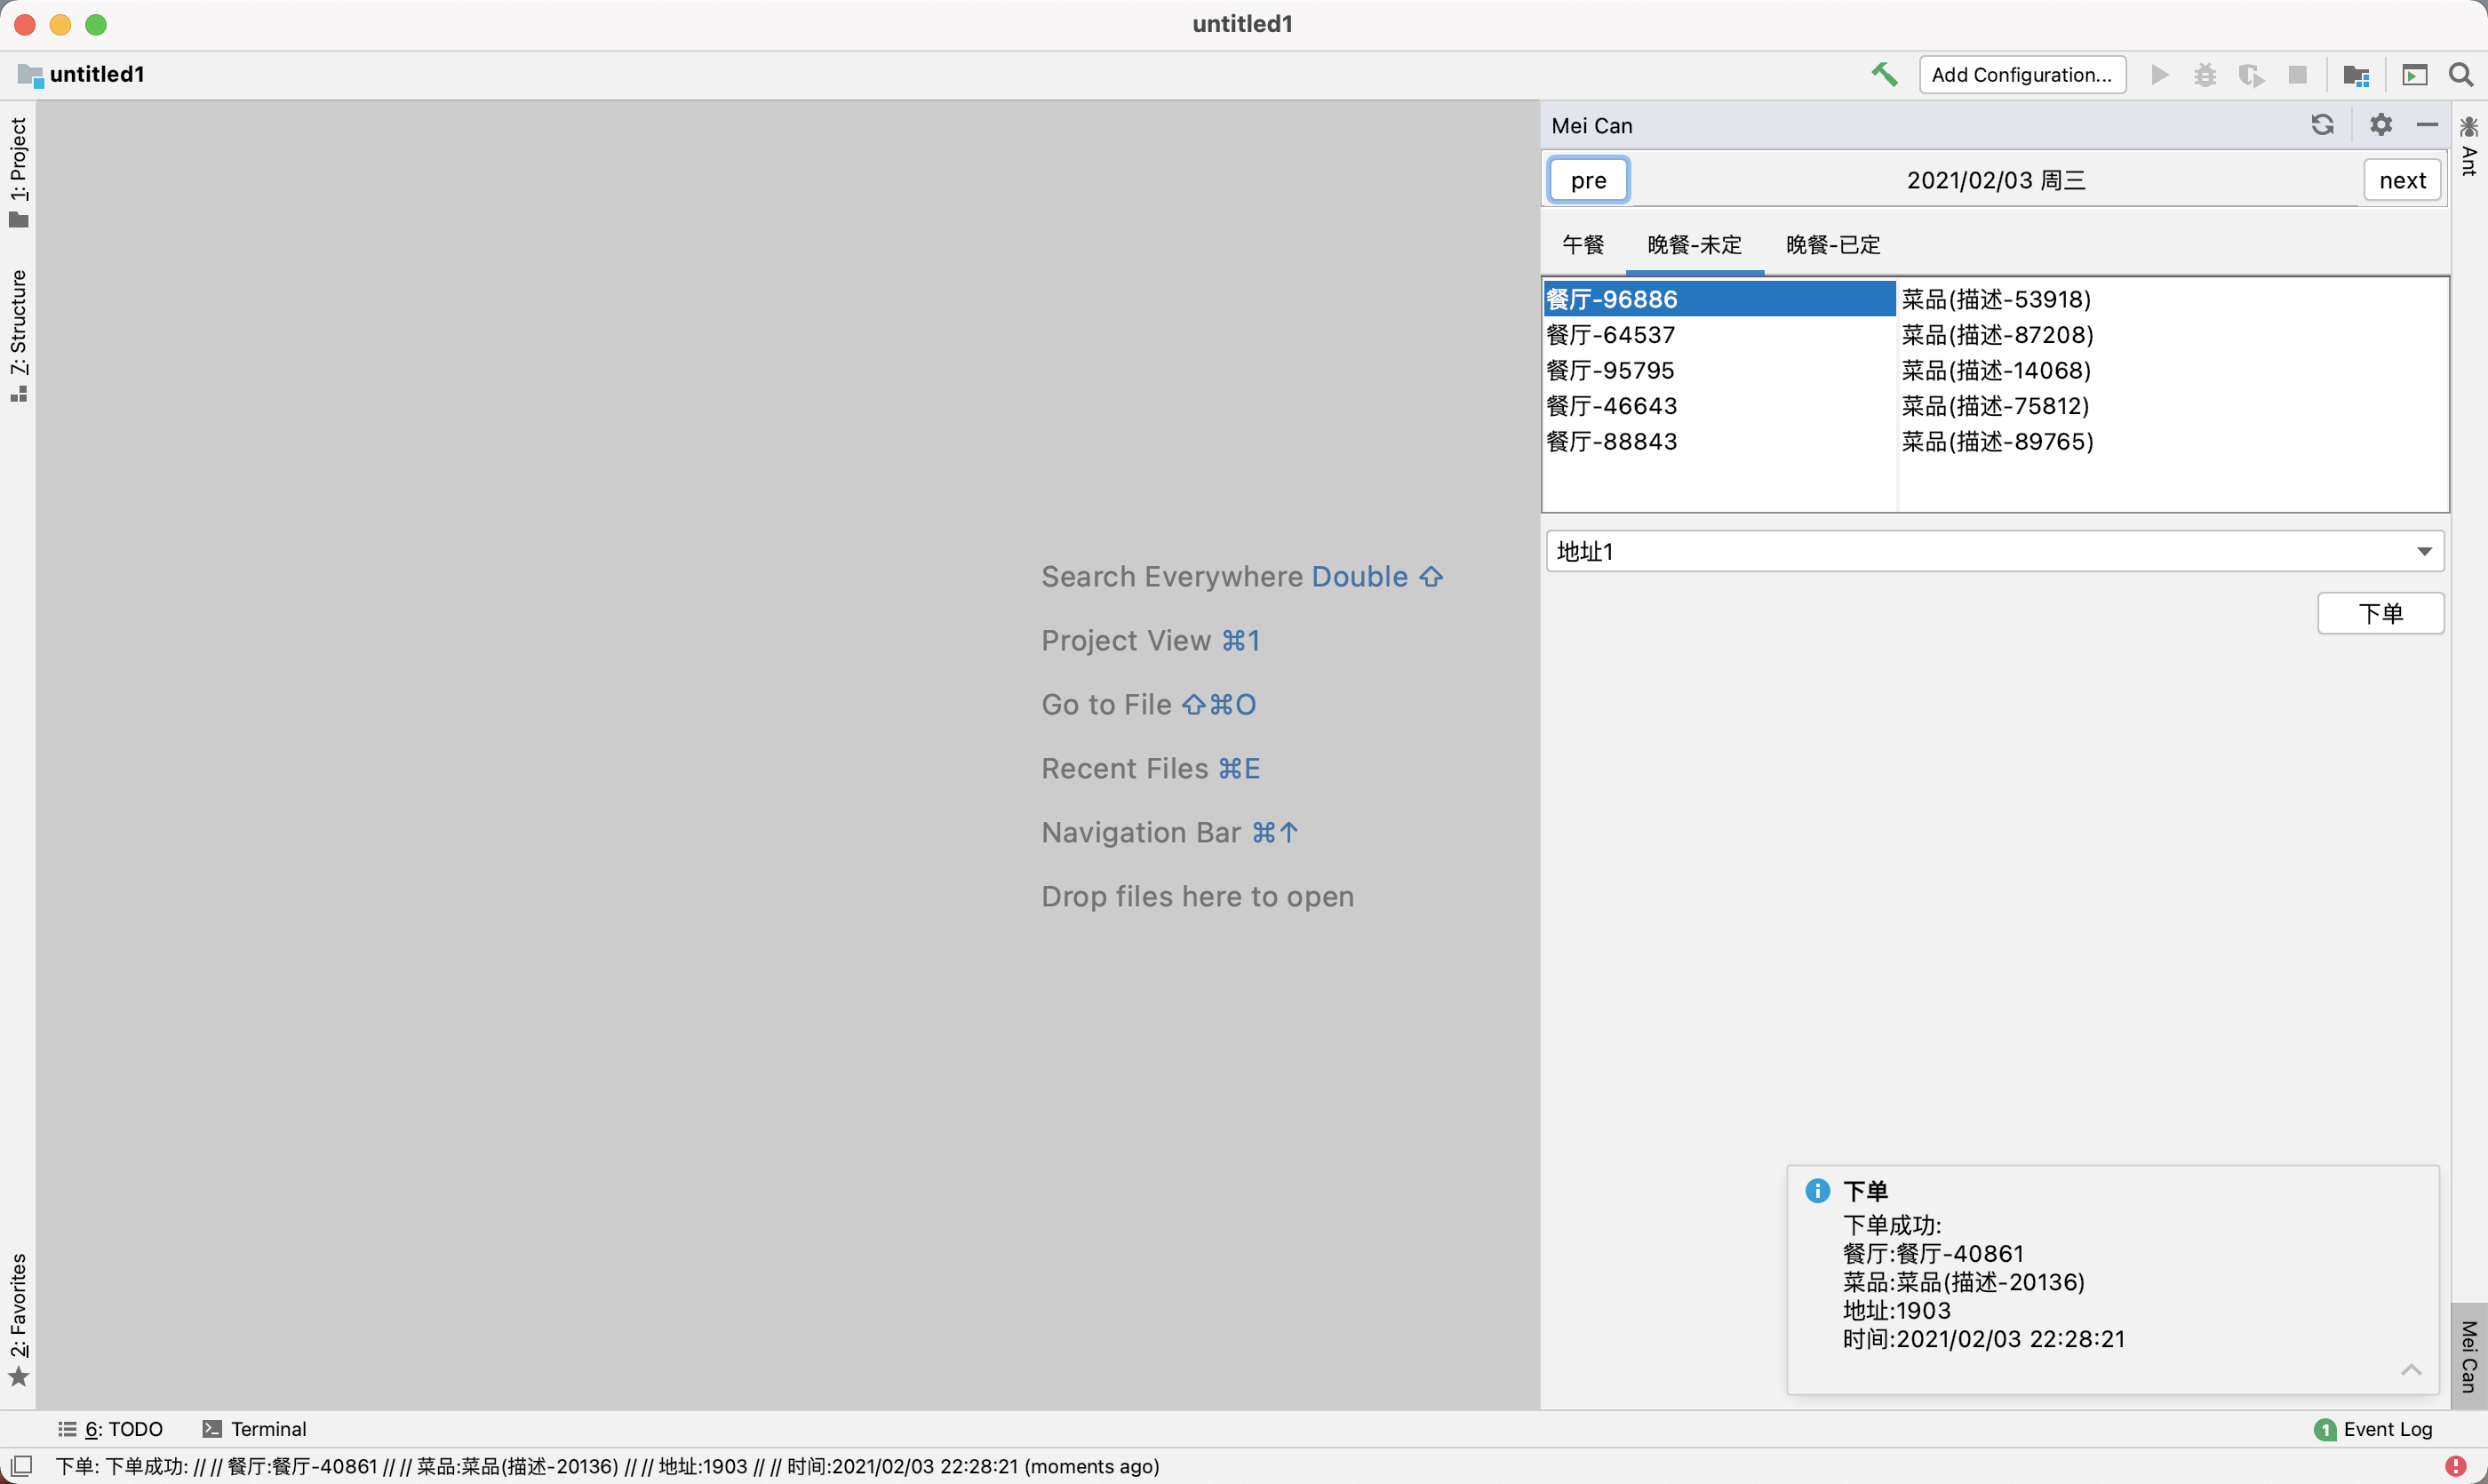 untitled1
untitled1
Add Configuration...
1: Project
7: Structure
2: Favorites
Search Everywhere Double ⇧
Project View ⌘1
Go to File ⇧⌘O
Recent Files ⌘E
Navigation Bar ⌘↑
Drop files here to open
Mei Can
pre
2021/02/03 周三
next
午餐
晚餐-未定
晚餐-已定
餐厅-96886
餐厅-64537
餐厅-95795
餐厅-46643
餐厅-88843
菜品(描述-53918)
菜品(描述-87208)
菜品(描述-14068)
菜品(描述-75812)
菜品(描述-89765)
地址1
下单
下单
下单成功:
餐厅:餐厅-40861
菜品:菜品(描述-20136)
地址:1903
时间:2021/02/03 22:28:21
Ant
Mei Can
6: TODO
Terminal
1 Event Log
下单: 下单成功: // // 餐厅:餐厅-40861 // // 菜品:菜品(描述-20136) // // 地址:1903 // // 时间:2021/02/03 22:28:21 (moments ago)